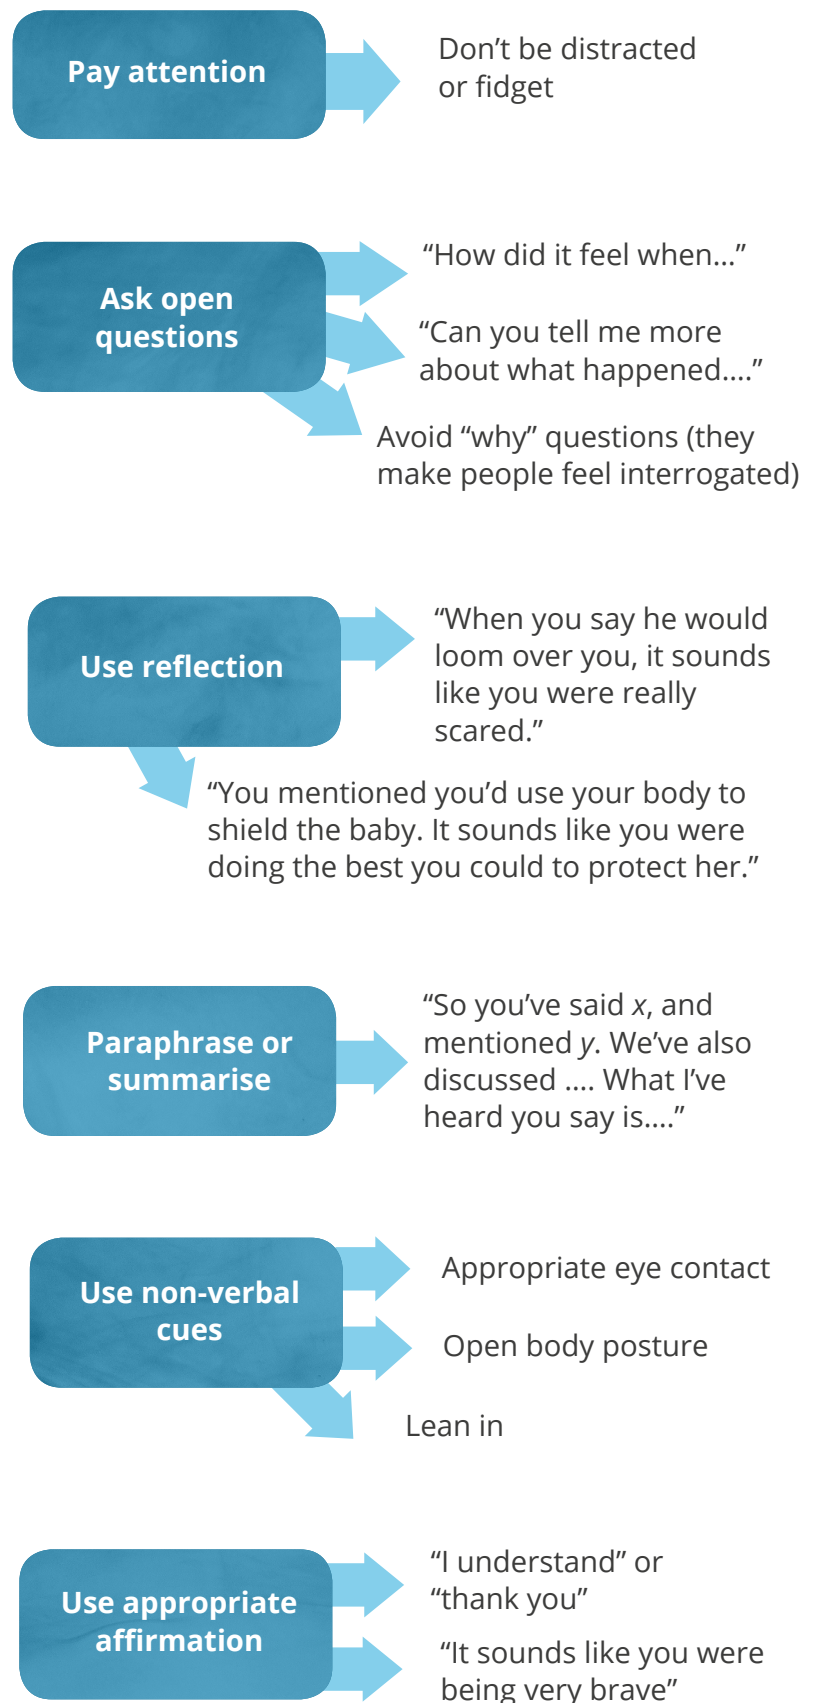 Pay attention
Don’t be distracted
or fidget
Ask open
questions
“How did it feel when…”
“Can you tell me more
about what happened….”
Avoid “why” questions (they
make people feel interrogated)
Use reflection
“When you say he would
loom over you, it sounds
like you were really
scared.”
“You mentioned you’d use your body to
shield the baby. It sounds like you were
doing the best you could to protect her.”
Paraphrase or
summarise
“So you’ve said x, and
mentioned y. We’ve also
discussed .... What I’ve
heard you say is….”
Use non-verbal
cues
Appropriate eye contact
Open body posture
Lean in
Use appropriate
affirmation
“I understand” or
“thank you”
“It sounds like you were
being very brave”